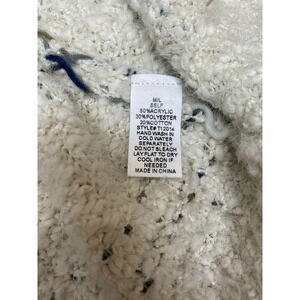 M/L
SELF
50%ACRYLIC
30%POLYESTER
20%COTTON
STYLE# T12014
HAND WASH IN
COLD WATER
SEPARATELY
DO NOT BLEACH
LAY FLAT TO DRY
COOL IRON IF
NEEDED
MADE IN CHINA